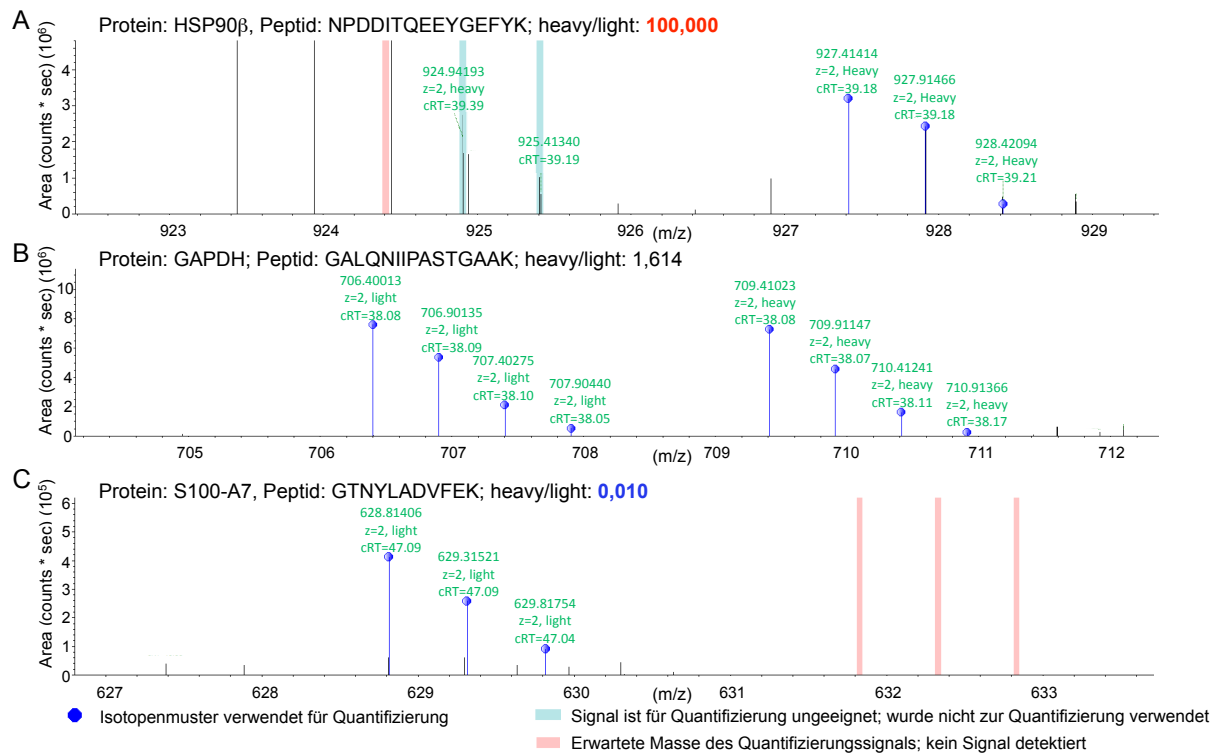 A
Protein: HSP90β, Peptid: NPDDITQEEYGEFYK; heavy/light: 100,000
Area (counts * sec) (10⁶)
4
3
2
1
0
924.94193
z=2, heavy
cRT=39.39
925.41340
cRT=39.19
927.41414
z=2, Heavy
cRT=39.18
927.91466
z=2, Heavy
cRT=39.18
928.42094
z=2, Heavy
cRT=39.21
923 924 925 926 927 928 929
(m/z)
B
Protein: GAPDH; Peptid: GALQNIIPASTGAAK; heavy/light: 1,614
Area (counts * sec) (10⁶)
10
8
6
4
2
0
706.40013
z=2, light
cRT=38.08
706.90135
z=2, light
cRT=38.09
707.40275
z=2, light
cRT=38.10
707.90440
z=2, light
cRT=38.05
709.41023
z=2, heavy
cRT=38.08
709.91147
z=2, heavy
cRT=38.07
710.41241
z=2, heavy
cRT=38.11
710.91366
z=2, heavy
cRT=38.17
705 706 707 708 709 710 711 712
(m/z)
C
Protein: S100-A7, Peptid: GTNYLADVFEK; heavy/light: 0,010
Area (counts * sec) (10⁵)
6
5
4
3
2
1
0
628.81406
z=2, light
cRT=47.09
629.31521
z=2, light
cRT=47.09
629.81754
z=2, light
cRT=47.04
627 628 629 630 631 632 633
(m/z)
Isotopenmuster verwendet für Quantifizierung
Signal ist für Quantifizierung ungeeignet; wurde nicht zur Quantifizierung verwendet
Erwartete Masse des Quantifizierungssignals; kein Signal detektiert